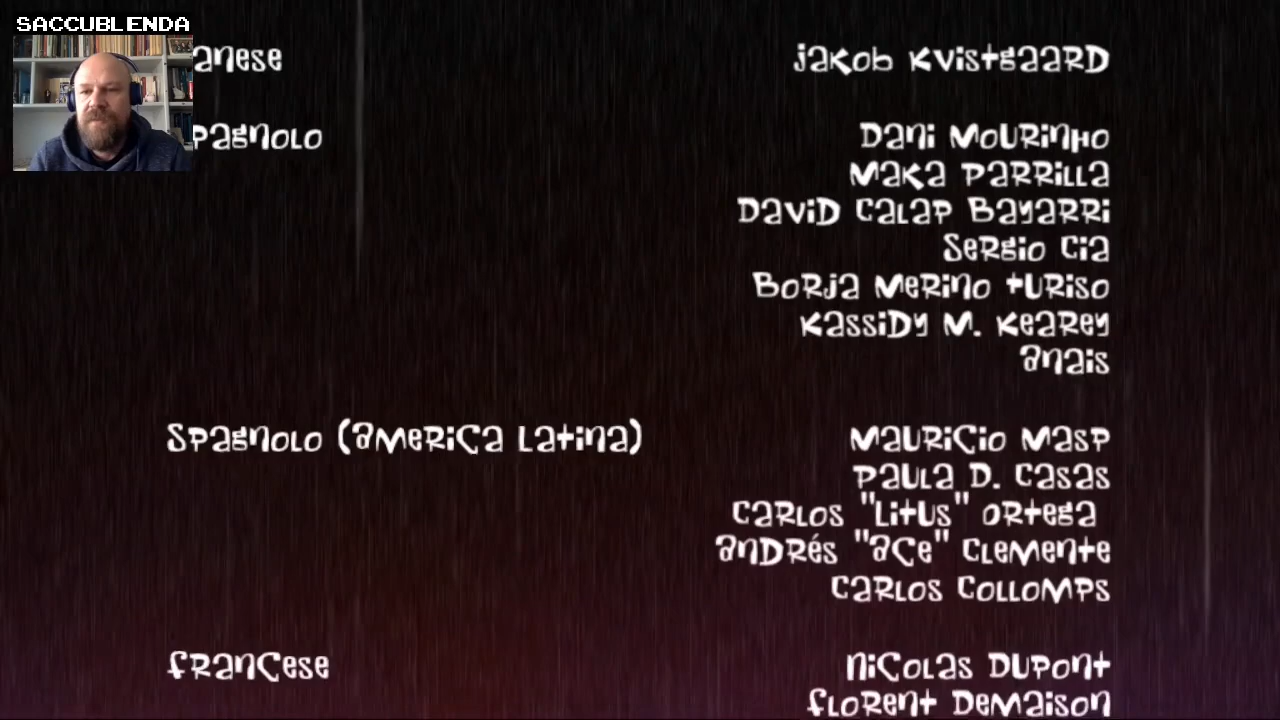 SACCUBLENDA
anese
Jakob Kvistgaard
pagnolo
Dani Mourinho
Maka Parrilla
David Calap Bayarri
Sergio Cia
Borja Merino Turiso
Kassidy M. Kearey
Anais
Spagnolo (America Latina)
Mauricio Masp
Paula D. Casas
Carlos "Litus" Ortega
Andrés "Ace" Clemente
Carlos Collomps
Francese
Nicolas Dupont
Florent Demaison